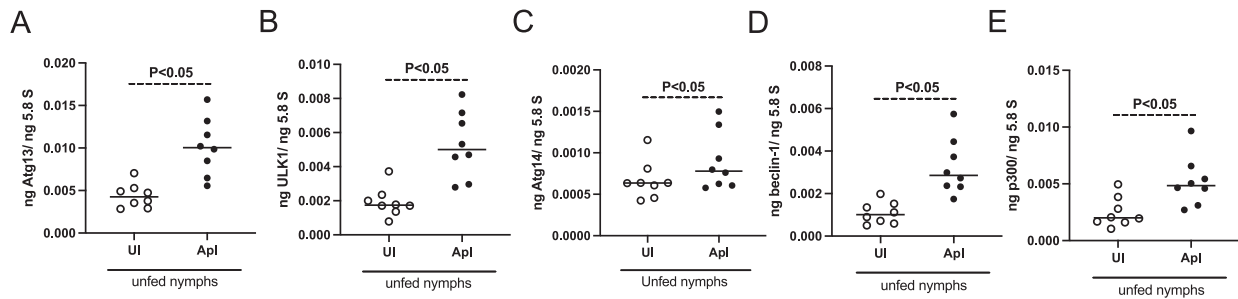 A
ng Atg13/ ng 5.8 S
0.020
0.015
0.010
0.005
0.000
P<0.05
UI
ApI
unfed nymphs
B
ng ULK1/ ng 5.8 S
0.010
0.008
0.006
0.004
0.002
0.000
P<0.05
UI
ApI
unfed nymphs
C
ng Atg14/ ng 5.8 S
0.0020
0.0015
0.0010
0.0005
0.0000
P<0.05
UI
ApI
Unfed nymphs
D
ng beclin-1/ ng 5.8 S
0.008
0.006
0.004
0.002
0.000
P<0.05
UI
ApI
unfed nymphs
E
ng p300/ ng 5.8 S
0.015
0.010
0.005
0.000
P<0.05
UI
ApI
unfed nymphs